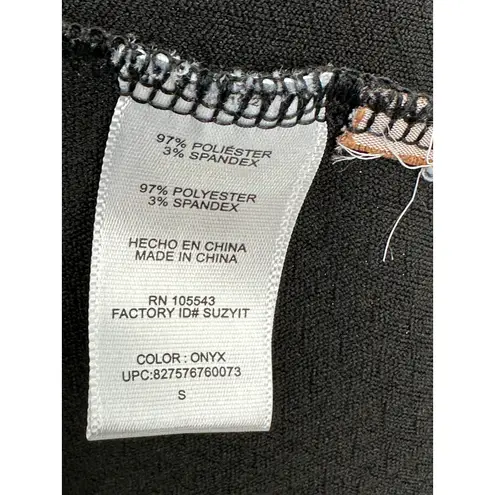 97% POLIÉSTER
3% SPANDEX
97% POLYESTER
3% SPANDEX
HECHO EN CHINA
MADE IN CHINA
RN 105543
FACTORY ID# SUZYIT
COLOR : ONYX
UPC:827576760073
S